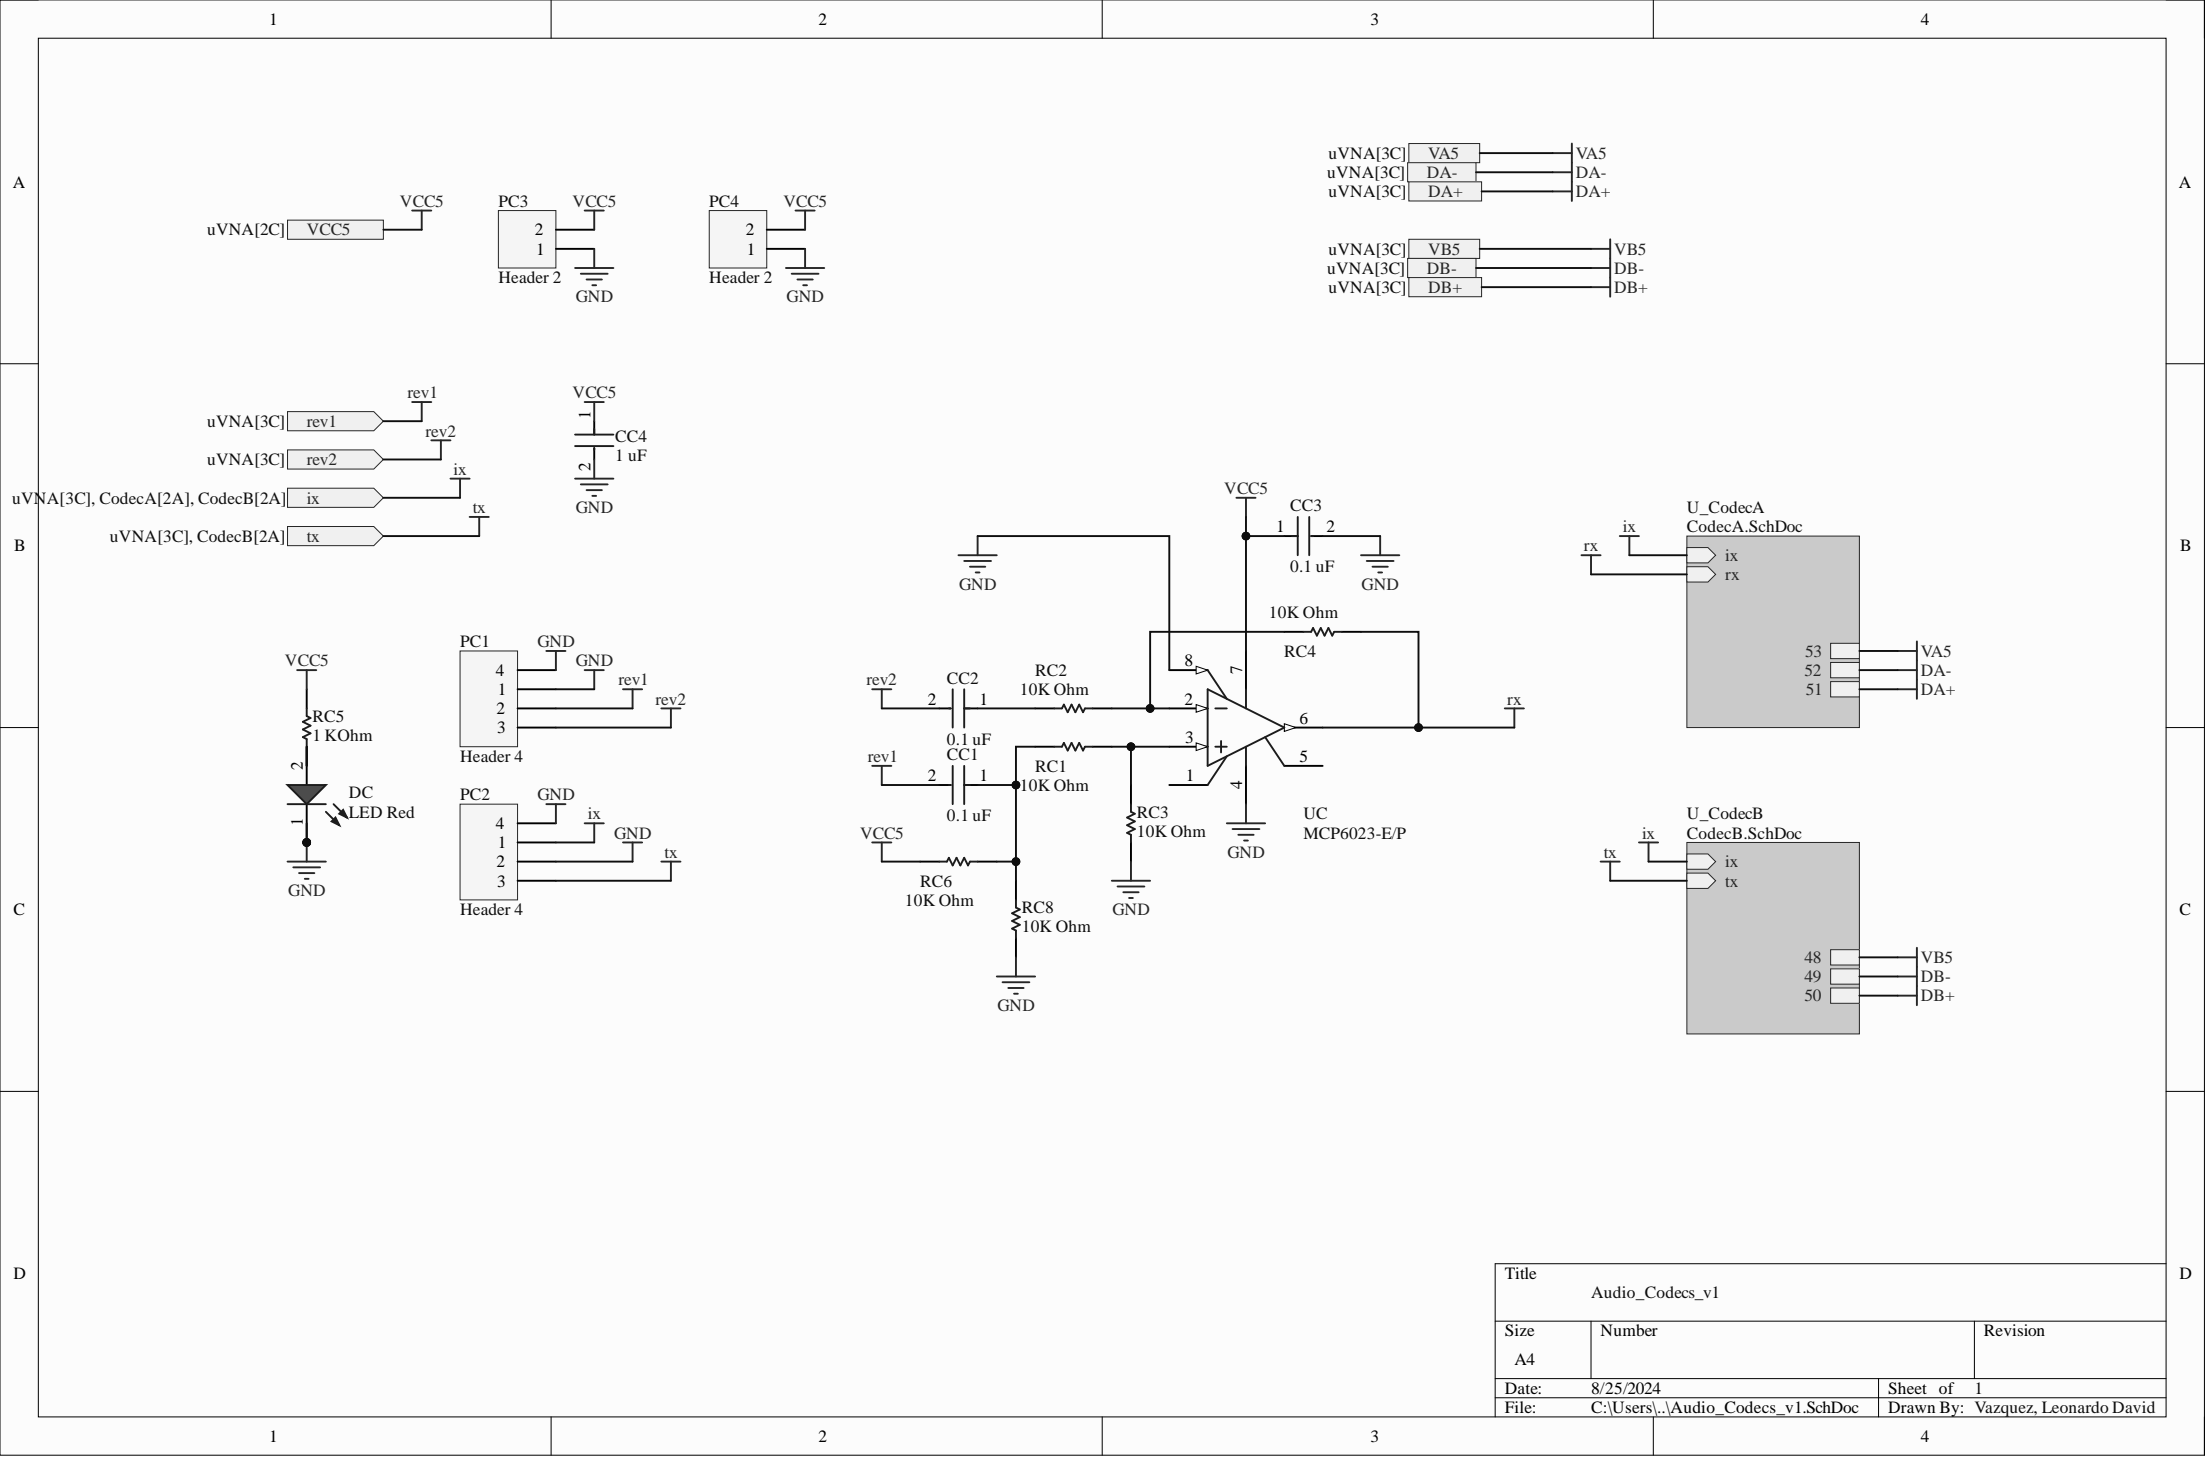 1 2 3 4
A A
VCC5
uVNA[2C] VCC5
PC3 VCC5
2
1
Header 2
GND
PC4 VCC5
2
1
Header 2
GND
uVNA[3C] VA5 VA5
uVNA[3C] DA- DA-
uVNA[3C] DA+ DA+
uVNA[3C] VB5 VB5
uVNA[3C] DB- DB-
uVNA[3C] DB+ DB+
B B
rev1
uVNA[3C] rev1
rev2
uVNA[3C] rev2
ix
uVNA[3C], CodecA[2A], CodecB[2A] ix
tx
uVNA[3C], CodecB[2A] tx
VCC5
1
CC4
1 uF
2
GND
VCC5
RC5
1 KOhm
2
DC
LED Red
1
GND
PC1 GND
4 GND
1 rev1
2 rev2
3
Header 4
PC2 GND
4 ix
1 GND
2 tx
3
Header 4
GND
VCC5
CC3
1 2
0.1 uF
GND
10K Ohm
RC4
8
7
rev2 CC2 RC2
10K Ohm
2 1 2
0.1 uF
3
rev1 CC1 RC1
2 1 10K Ohm
0.1 uF
1
4
5
6
rx
VCC5
RC6
10K Ohm
RC8
10K Ohm
GND
RC3
10K Ohm
GND
GND
UC
MCP6023-E/P
U_CodecA
CodecA.SchDoc
ix ix
rx rx
53 VA5
52 DA-
51 DA+
U_CodecB
CodecB.SchDoc
ix ix
tx tx
48 VB5
49 DB-
50 DB+
C C
D D
Title
Audio_Codecs_v1
Size Number Revision
A4
Date: 8/25/2024 Sheet of 1
File: C:\Users\..\Audio_Codecs_v1.SchDoc Drawn By: Vazquez, Leonardo David
1 2 3 4